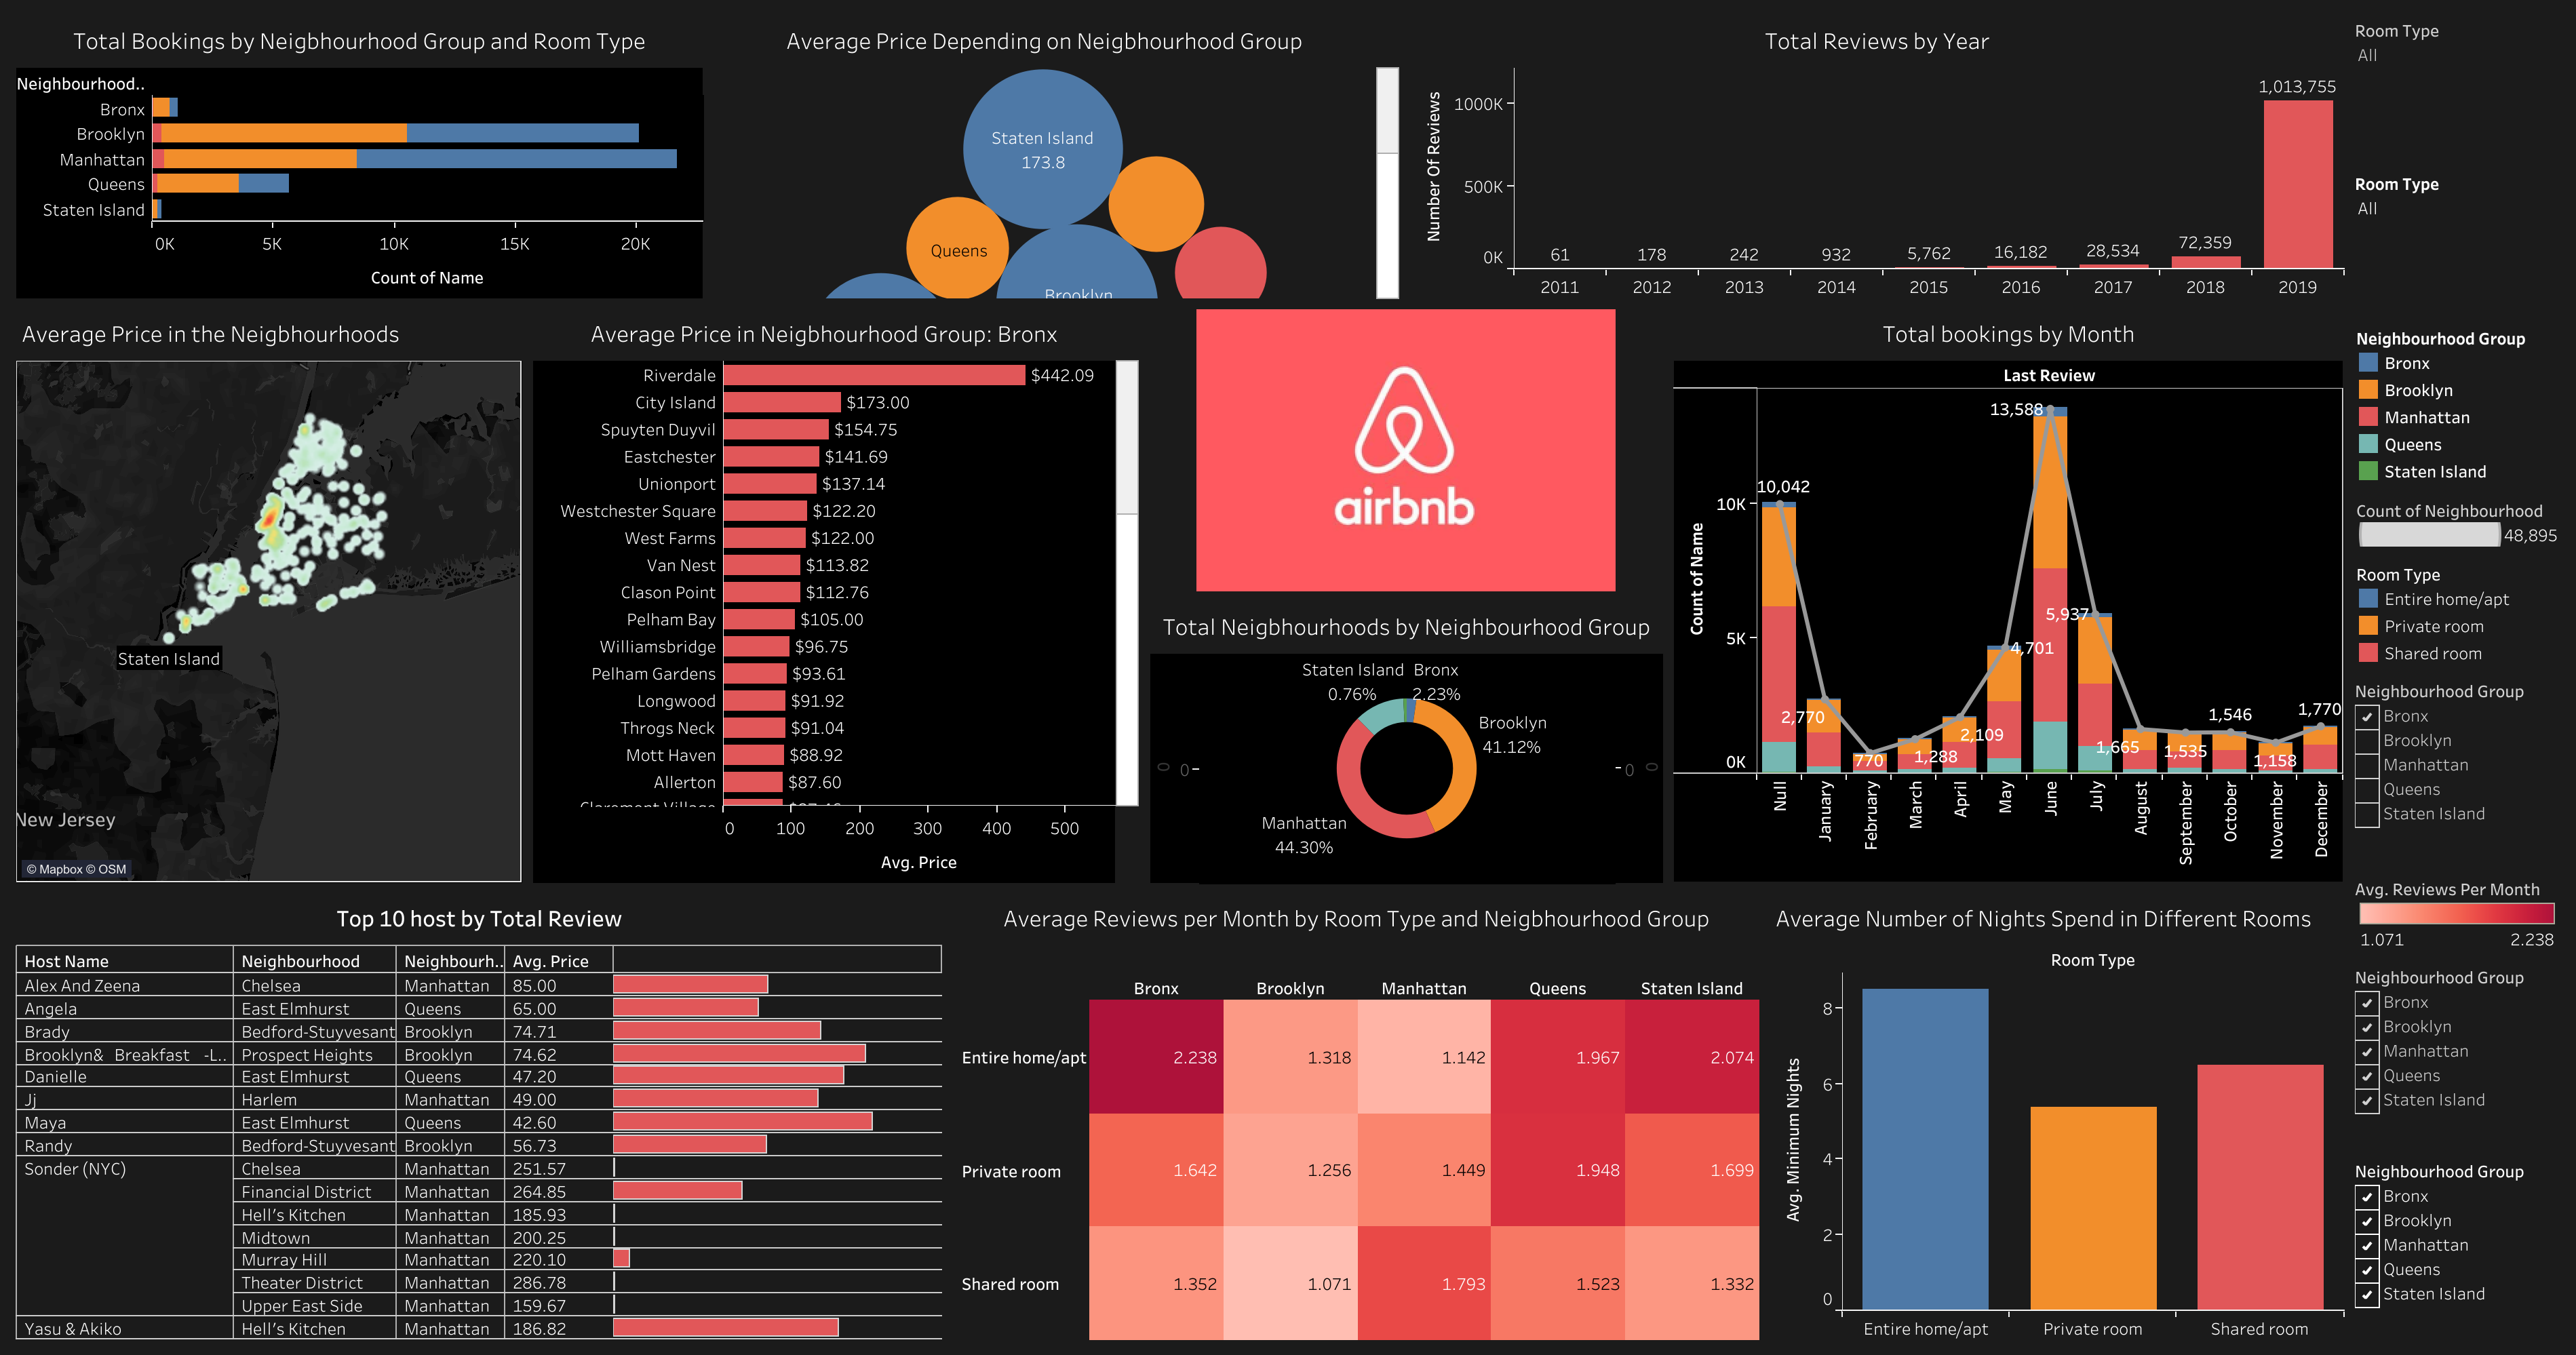 Total Bookings by Neigbhourhood Group and Room Type
Neighbourhood..
Bronx
Brooklyn
Manhattan
Queens
Staten Island
0K 5K 10K 15K 20K
Count of Name
Average Price Depending on Neigbhourhood Group
Staten Island
173.8
Queens
Brooklyn
Total Reviews by Year
Number Of Reviews
1000K
500K
0K
61 178 242 932 5,762 16,182 28,534 72,359 1,013,755
2011 2012 2013 2014 2015 2016 2017 2018 2019
Room Type
All
Room Type
All
Average Price in the Neigbhourhoods
Staten Island
New Jersey
© Mapbox © OSM
Average Price in Neigbhourhood Group: Bronx
Riverdale $442.09
City Island $173.00
Spuyten Duyvil $154.75
Eastchester $141.69
Unionport $137.14
Westchester Square $122.20
West Farms $122.00
Van Nest $113.82
Clason Point $112.76
Pelham Bay $105.00
Williamsbridge $96.75
Pelham Gardens $93.61
Longwood $91.92
Throgs Neck $91.04
Mott Haven $88.92
Allerton $87.60
0 100 200 300 400 500
Avg. Price
airbnb
Total Neigbhourhoods by Neighbourhood Group
Staten Island
0.76%
Bronx
2.23%
Brooklyn
41.12%
Manhattan
44.30%
0 0
0 0
Total bookings by Month
Last Review
Count of Name
10K
5K
0K
10,042
2,770
770
1,288
2,109
4,701
13,588
5,937
1,665
1,535
1,546
1,158
1,770
Null
January
February
March
April
May
June
July
August
September
October
November
December
Neighbourhood Group
Bronx
Brooklyn
Manhattan
Queens
Staten Island
Count of Neighbourhood
48,895
Room Type
Entire home/apt
Private room
Shared room
Neighbourhood Group
Bronx
Brooklyn
Manhattan
Queens
Staten Island
Top 10 host by Total Review
Host Name Neighbourhood Neighbourh.. Avg. Price
Alex And Zeena Chelsea Manhattan 85.00
Angela East Elmhurst Queens 65.00
Brady Bedford-Stuyvesant Brooklyn 74.71
Brooklyn& Breakfast -L.. Prospect Heights Brooklyn 74.62
Danielle East Elmhurst Queens 47.20
Jj Harlem Manhattan 49.00
Maya East Elmhurst Queens 42.60
Randy Bedford-Stuyvesant Brooklyn 56.73
Sonder (NYC) Chelsea Manhattan 251.57
Financial District Manhattan 264.85
Hell's Kitchen Manhattan 185.93
Midtown Manhattan 200.25
Murray Hill Manhattan 220.10
Theater District Manhattan 286.78
Upper East Side Manhattan 159.67
Yasu & Akiko Hell's Kitchen Manhattan 186.82
Average Reviews per Month by Room Type and Neigbhourhood Group
Bronx Brooklyn Manhattan Queens Staten Island
Entire home/apt 2.238 1.318 1.142 1.967 2.074
Private room 1.642 1.256 1.449 1.948 1.699
Shared room 1.352 1.071 1.793 1.523 1.332
Average Number of Nights Spend in Different Rooms
Room Type
Avg. Minimum Nights
8
6
4
2
0
Entire home/apt Private room Shared room
Avg. Reviews Per Month
1.071 2.238
Neighbourhood Group
Bronx
Brooklyn
Manhattan
Queens
Staten Island
Neighbourhood Group
Bronx
Brooklyn
Manhattan
Queens
Staten Island